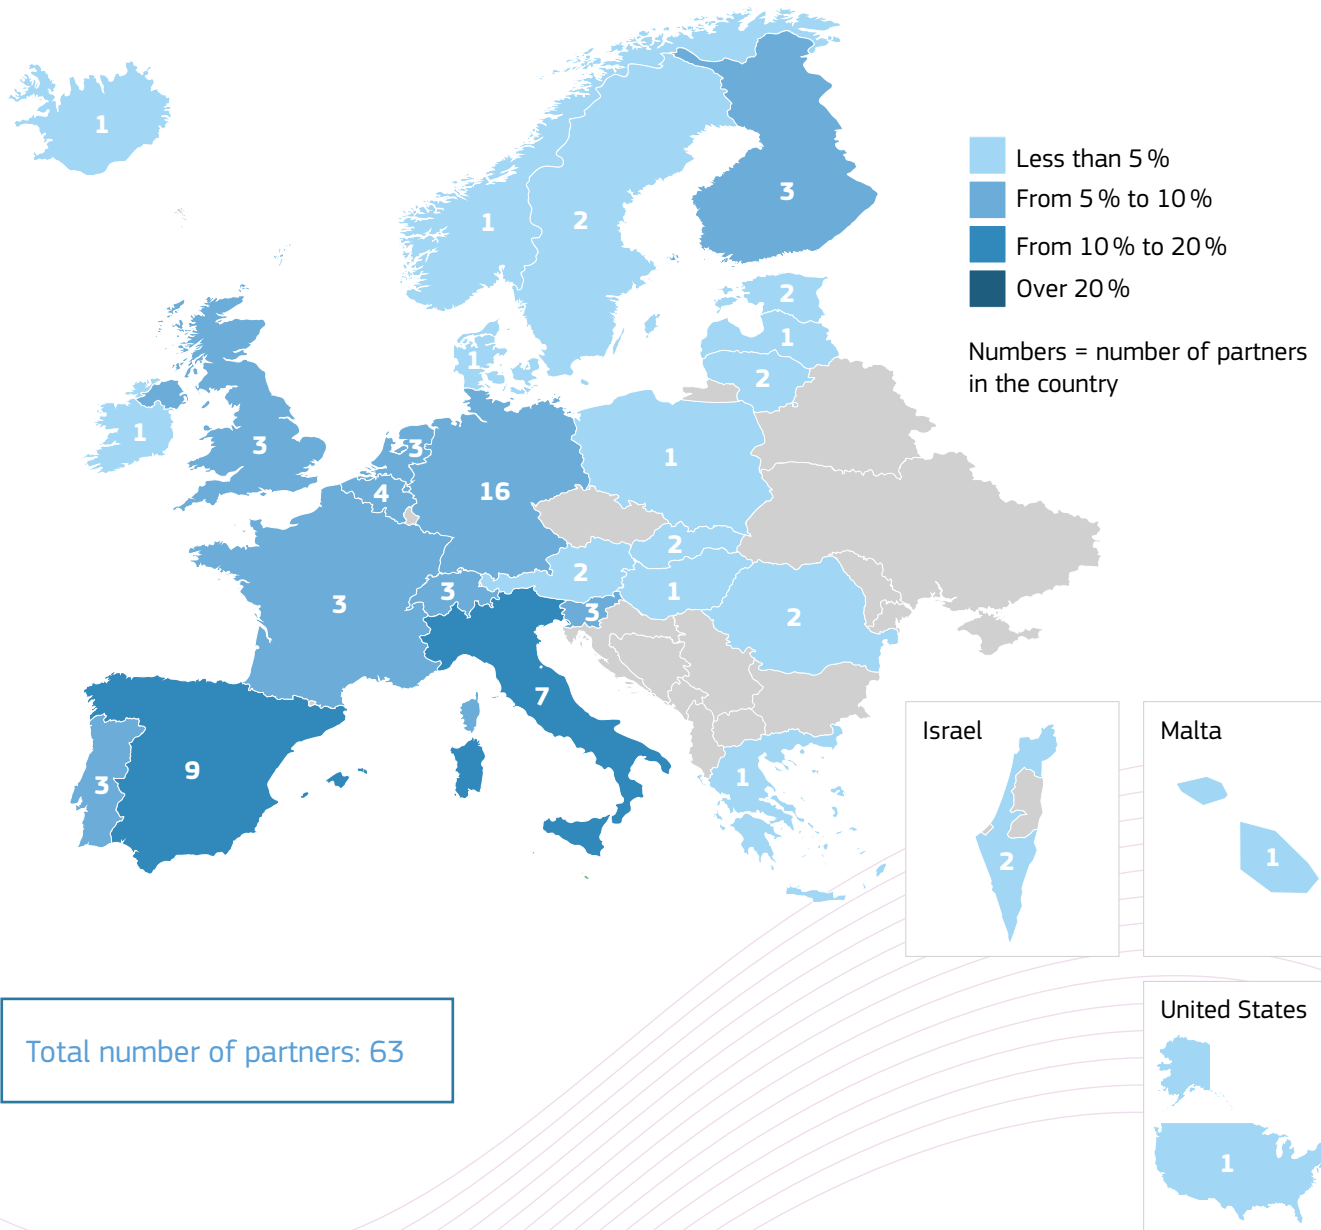 1
1
2
3
Less than 5 %
From 5 % to 10 %
From 10 % to 20 %
Over 20 %
Numbers = number of partners
in the country
2
1
2
1
1
3
3
4
16
1
2
2
1
3
3
3
2
7
9
3
1
Israel
2
Malta
1
Total number of partners: 63
United States
1